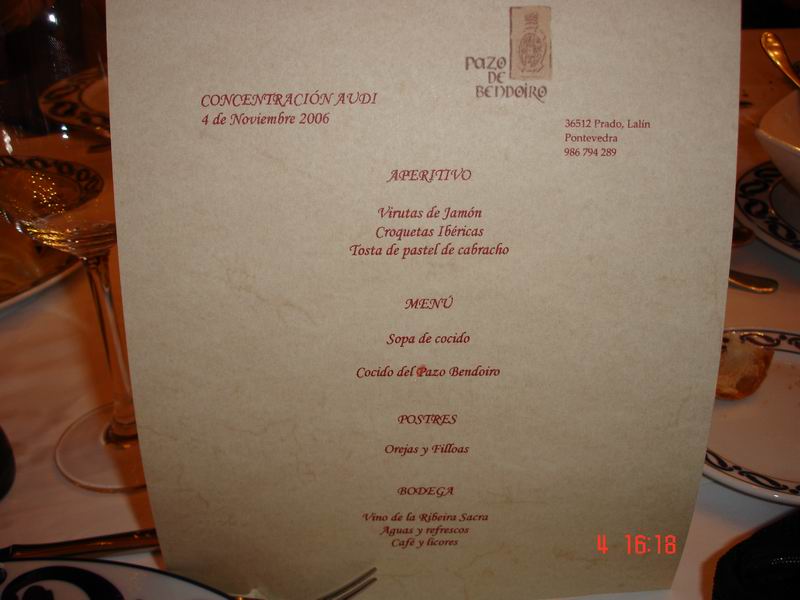 PAZO
DE
BENDOIRO
CONCENTRACIÓN AUDI
4 de Noviembre 2006
36512 Prado, Lalín
Pontevedra
986 794 289
APERITIVO
Virutas de Jamón
Croquetas Ibéricas
Tosta de pastel de cabracho
MENÚ
Sopa de cocido
Cocido del Pazo Bendoiro
POSTRES
Orejas y Filloas
BODEGA
Vino de la Ribeira Sacra
Aguas y refrescos
Café y licores
4 16:18